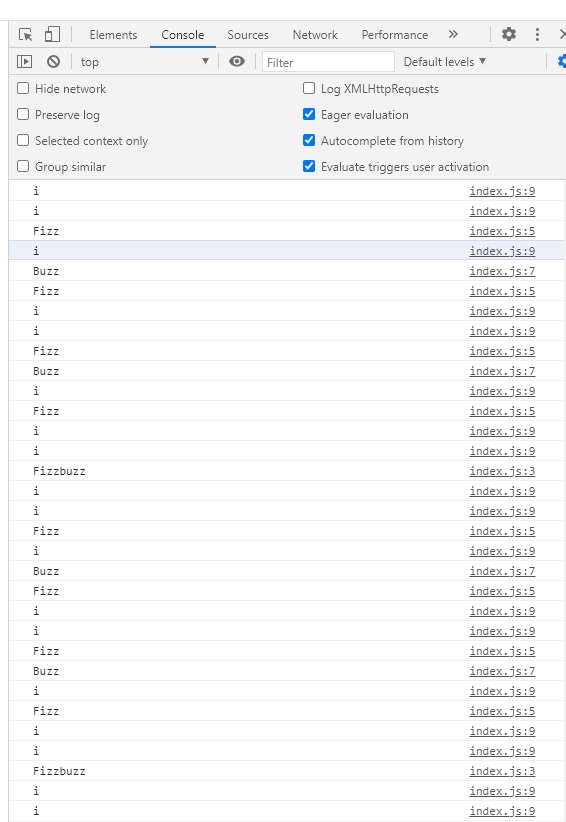 Elements Console Sources Network Performance »
top Filter Default levels
Hide network Log XMLHttpRequests
Preserve log Eager evaluation
Selected context only Autocomplete from history
Group similar Evaluate triggers user activation
i index.js:9
i index.js:9
Fizz index.js:5
i index.js:9
Buzz index.js:7
Fizz index.js:5
i index.js:9
i index.js:9
Fizz index.js:5
Buzz index.js:7
i index.js:9
Fizz index.js:5
i index.js:9
i index.js:9
Fizzbuzz index.js:3
i index.js:9
i index.js:9
Fizz index.js:5
i index.js:9
Buzz index.js:7
Fizz index.js:5
i index.js:9
i index.js:9
Fizz index.js:5
Buzz index.js:7
i index.js:9
Fizz index.js:5
i index.js:9
i index.js:9
Fizzbuzz index.js:3
i index.js:9
i index.js:9